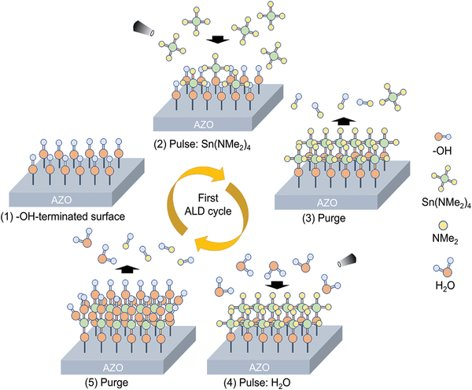 AZO
(2) Pulse: Sn(NMe₂)₄
AZO
(1) -OH-terminated surface
First
ALD cycle
AZO
(3) Purge
-OH
Sn(NMe₂)₄
NMe₂
H₂O
AZO
(5) Purge
AZO
(4) Pulse: H₂O